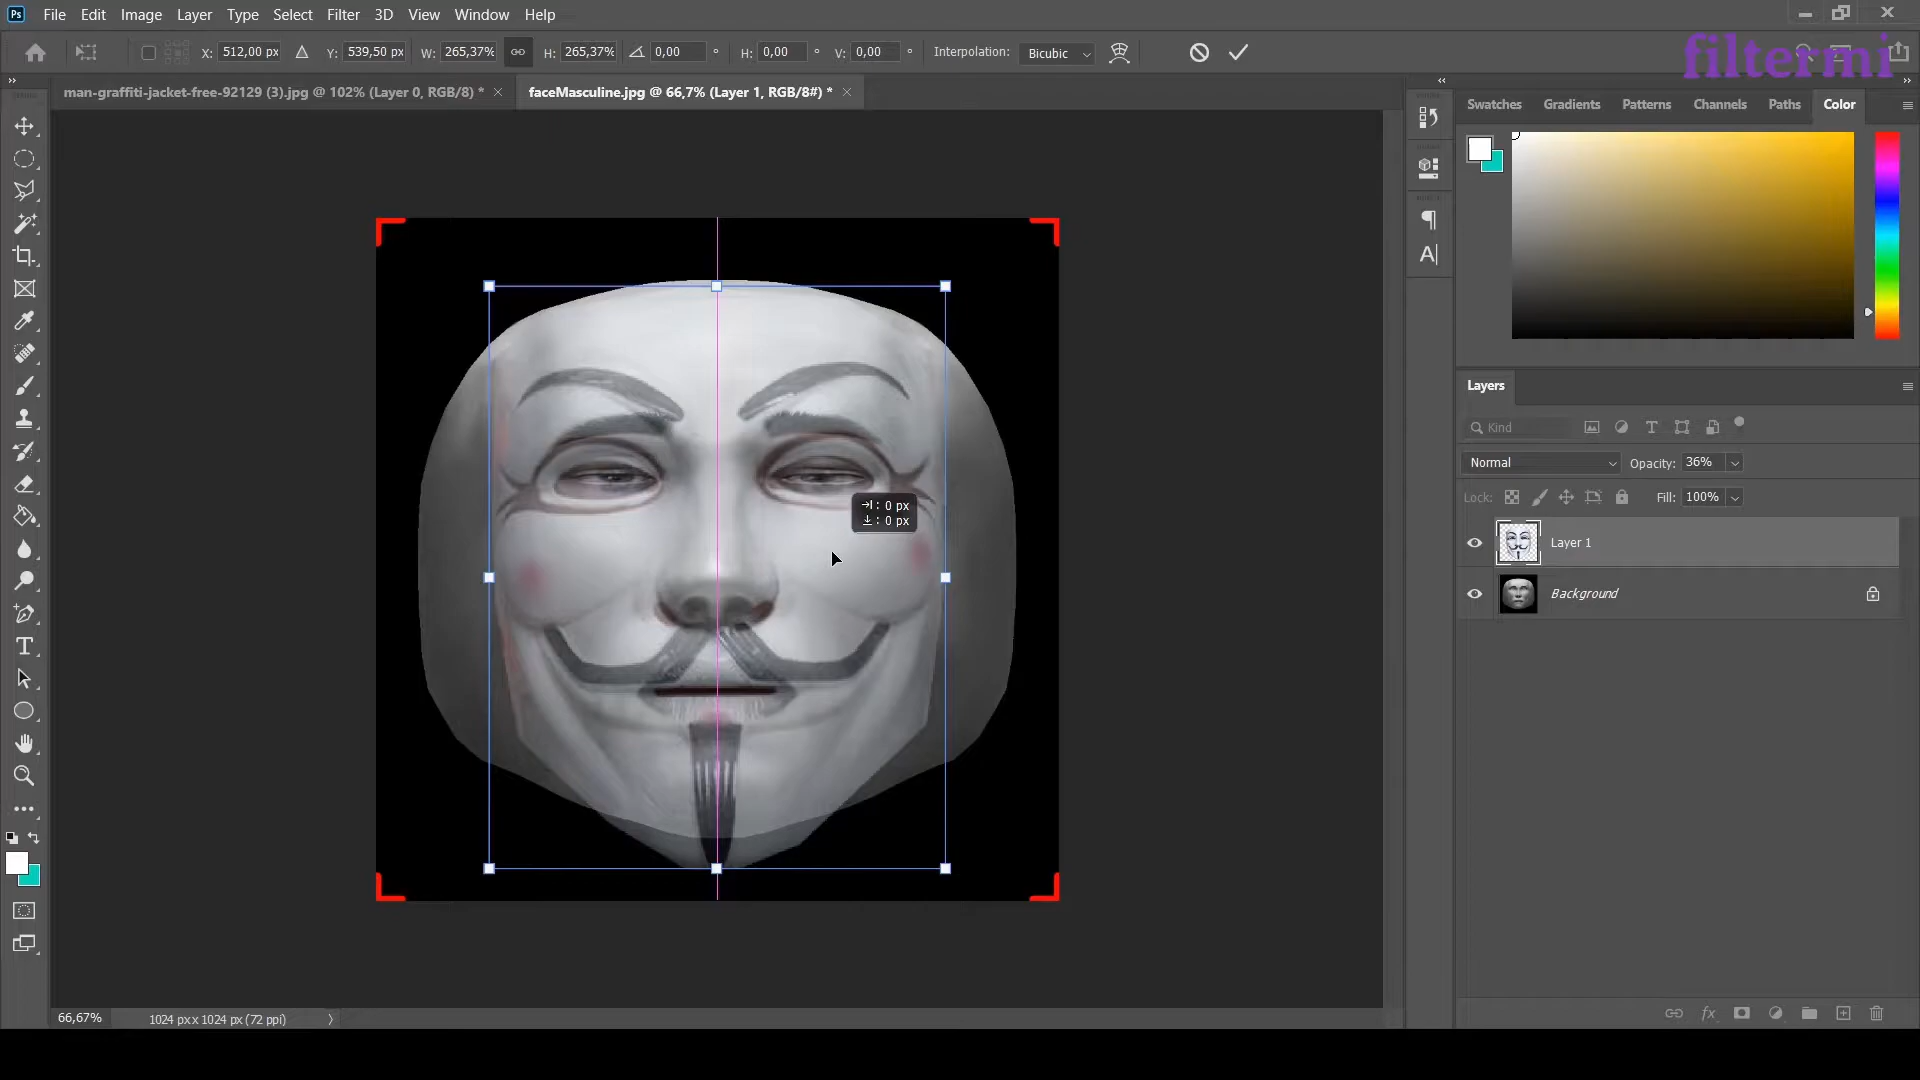 Ps File Edit Image Layer Type Select Filter 3D View Window Help
X: 512,00 px Y: 539,50 px W: 265,37% H: 265,37% 0,00 ° H: 0,00 ° V: 0,00 ° Interpolation: Bicubic
filtermi
man-graffiti-jacket-free-92129 (3).jpg @ 102% (Layer 0, RGB/8) * × faceMasculine.jpg @ 66,7% (Layer 1, RGB/8#) * ×
Swatches Gradients Patterns Channels Paths Color
Layers
Kind
Normal Opacity: 36%
Lock: Fill: 100%
: 0 px
: 0 px
Layer 1
Background
66,67% 1024 px x 1024 px (72 ppi)